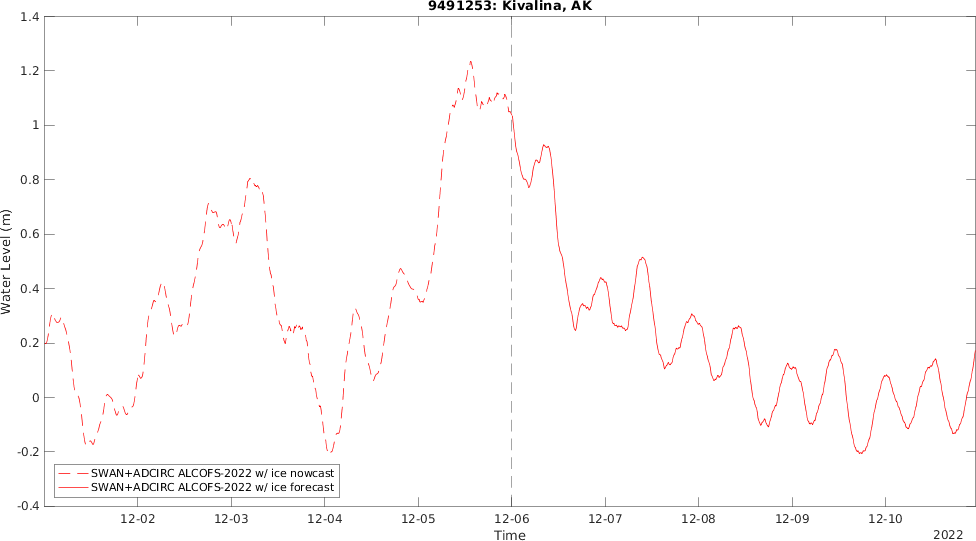 9491253: Kivalina, AK
1.4
1.2
1
0.8
0.6
0.4
0.2
0
-0.2
-0.4
Water Level (m)
SWAN+ADCIRC ALCOFS-2022 w/ ice nowcast
SWAN+ADCIRC ALCOFS-2022 w/ ice forecast
12-02 12-03 12-04 12-05 12-06 12-07 12-08 12-09 12-10
Time
2022